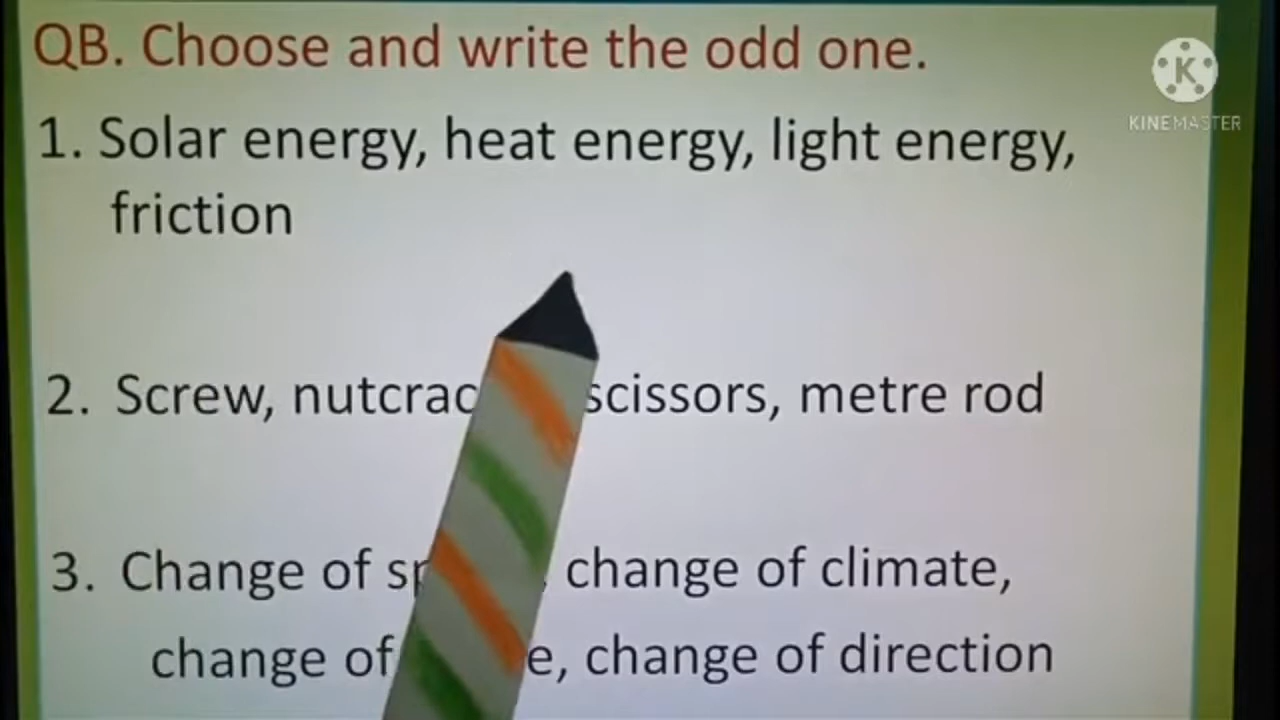 QB. Choose and write the odd one.
KINEMASTER
1. Solar energy, heat energy, light energy,
friction
2. Screw, scissors, metre rod
3. Change of change of climate,
change of change of direction